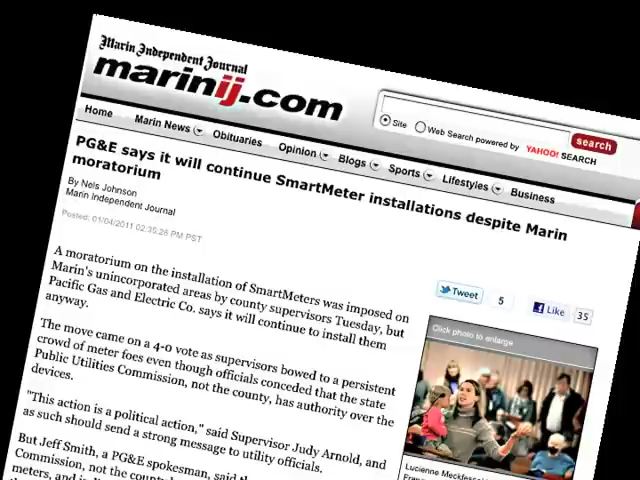 Marin Independent Journal
marinij.com
Site Web Search powered by YAHOO! SEARCH
search
Home Marin News Obituaries Opinion Blogs Sports Lifestyles Business
PG&E says it will continue SmartMeter installations despite Marin
moratorium
By Nels Johnson
Marin Independent Journal
Posted: 01/04/2011 02:35:26 PM PST
A moratorium on the installation of SmartMeters was imposed on
Marin's unincorporated areas by county supervisors Tuesday, but
Pacific Gas and Electric Co. says it will continue to install them
anyway.
The move came on a 4-0 vote as supervisors bowed to a persistent
crowd of meter foes even though officials conceded that the state
Public Utilities Commission, not the county, has authority over the
devices.
"This action is a political action," said Supervisor Judy Arnold, and
as such should send a strong message to utility officials.
But Jeff Smith, a PG&E spokesman, said
Commission, not the
meters, and
Tweet 5 Like 35
Click photo to enlarge
Lucienne